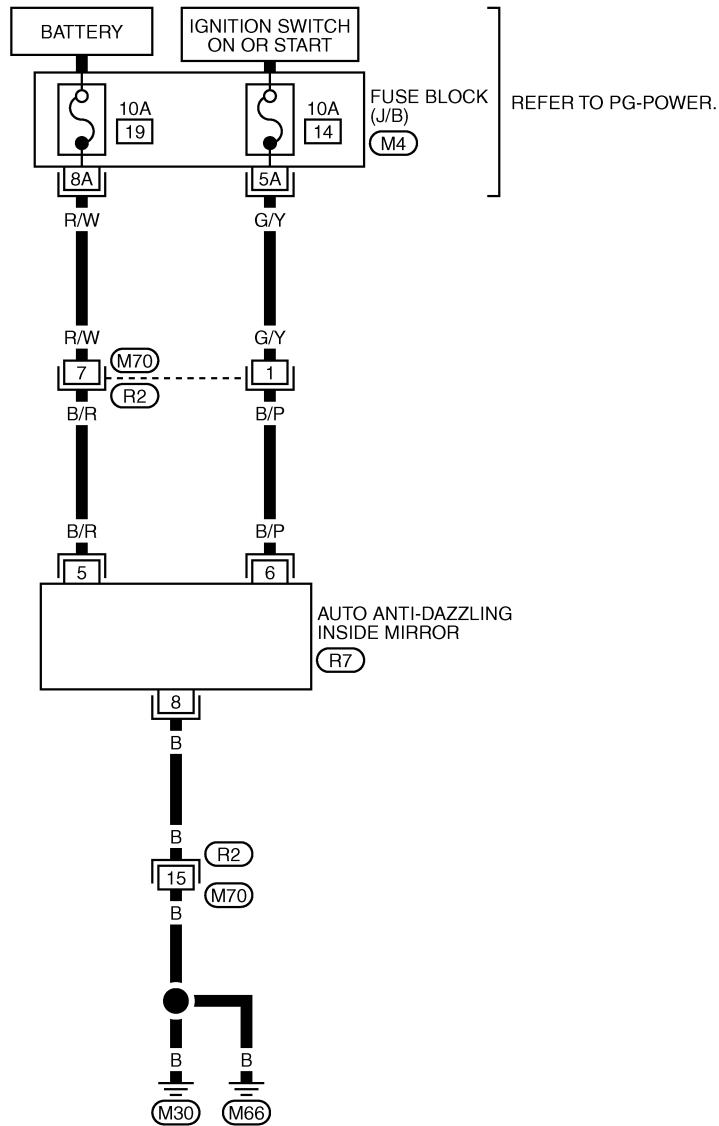 BATTERY
IGNITION SWITCH
ON OR START
10A
19
10A
14
FUSE BLOCK
(J/B)
M4
REFER TO PG-POWER.
8A
5A
R/W
G/Y
R/W
G/Y
7
M70
1
R2
B/R
B/P
B/R
B/P
5
6
AUTO ANTI-DAZZLING
INSIDE MIRROR
R7
8
B
B
R2
15
M70
B
B
B
M30
M66